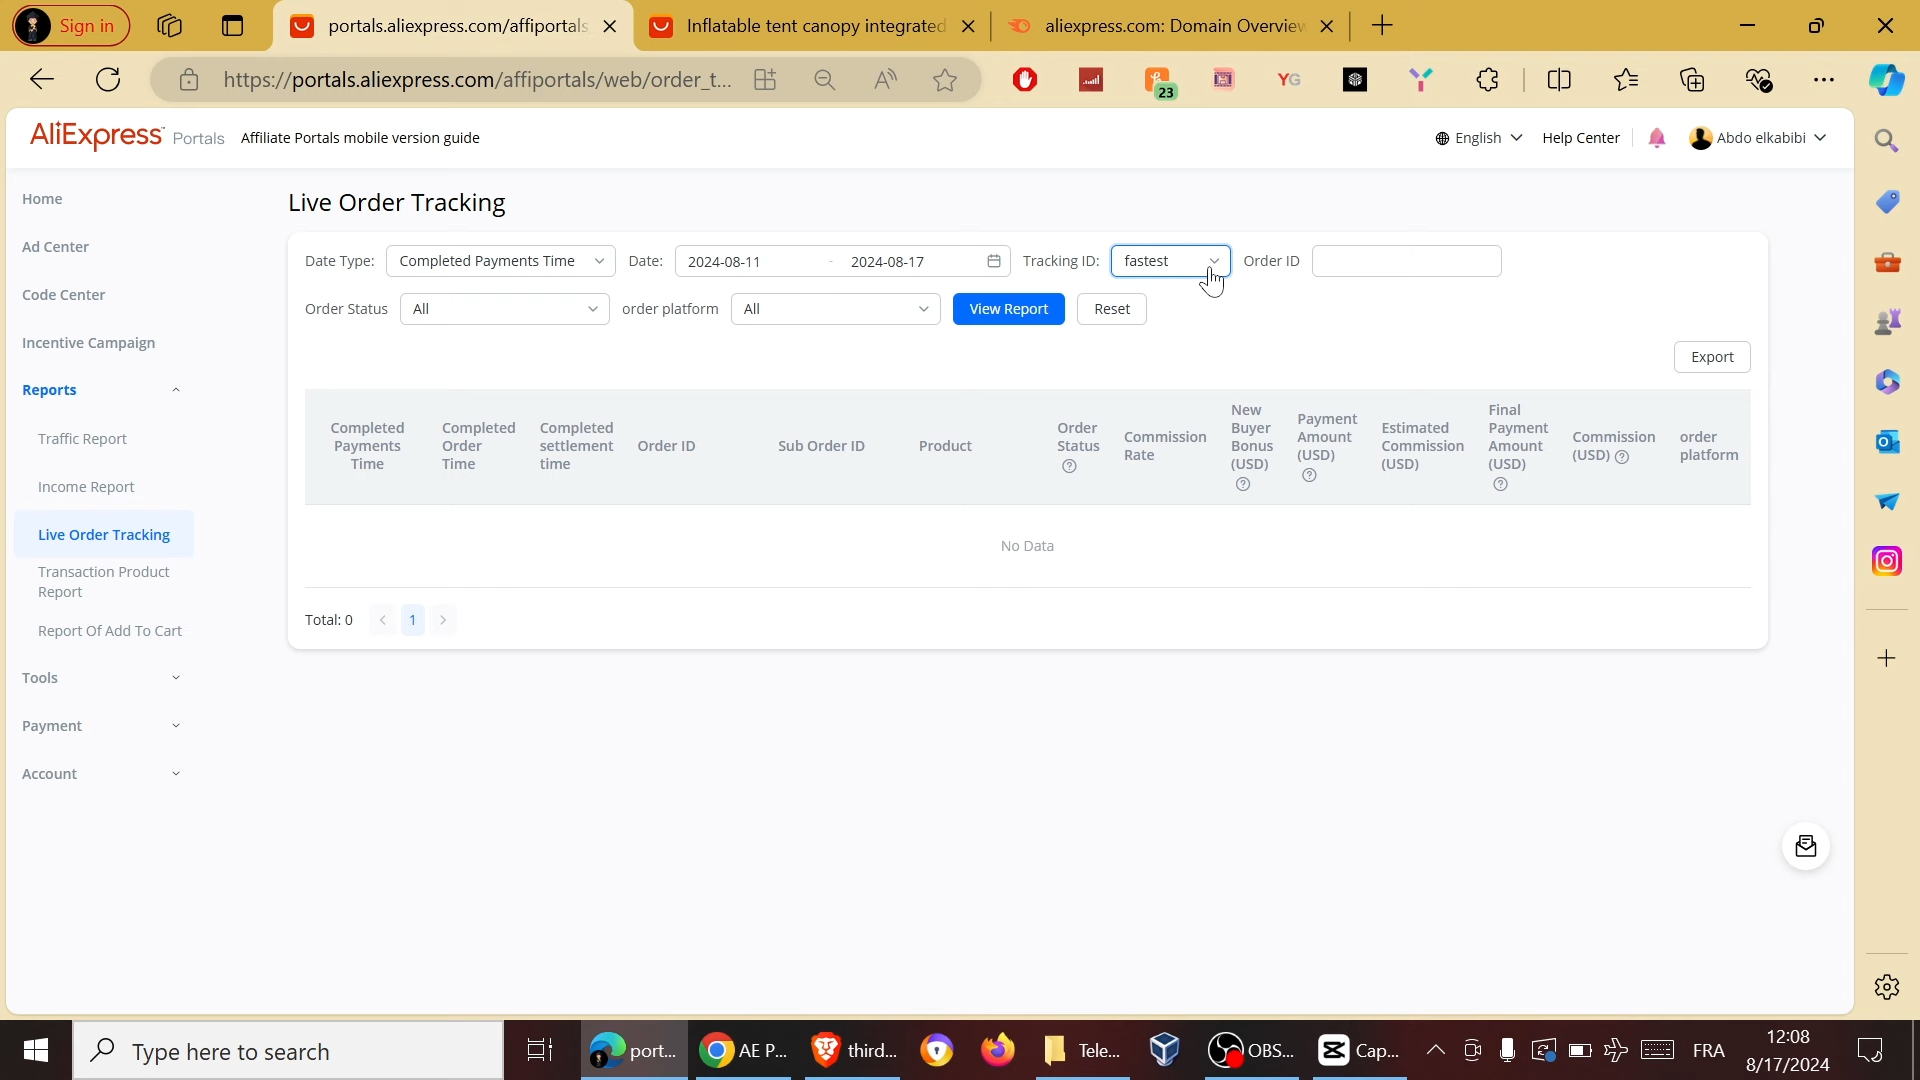 Sign in
portals.aliexpress.com/affiportals
Inflatable tent canopy integrated
aliexpress.com: Domain Overview
https://portals.aliexpress.com/affiportals/web/order_t...
23
YG
AliExpress Portals Affiliate Portals mobile version guide
English Help Center Abdo elkabibi
Home
Ad Center
Code Center
Incentive Campaign
Reports
Traffic Report
Income Report
Live Order Tracking
Transaction Product
Report
Report Of Add To Cart
Tools
Payment
Account
Live Order Tracking
Date Type: Completed Payments Time Date: 2024-08-11 - 2024-08-17 Tracking ID: fastest Order ID
Order Status All order platform All View Report Reset
Export
Completed
Payments
Time
Completed
Order
Time
Completed
settlement
time
Order ID
Sub Order ID
Product
Order
Status
Commission
Rate
New
Buyer
Bonus
(USD)
Payment
Amount
(USD)
Estimated
Commission
(USD)
Final
Payment
Amount
(USD)
Commission
(USD)
order
platform
No Data
Total: 0 < 1 >
Type here to search
port...
AE P...
third...
Tele...
OBS...
Cap...
FRA
12:08
8/17/2024